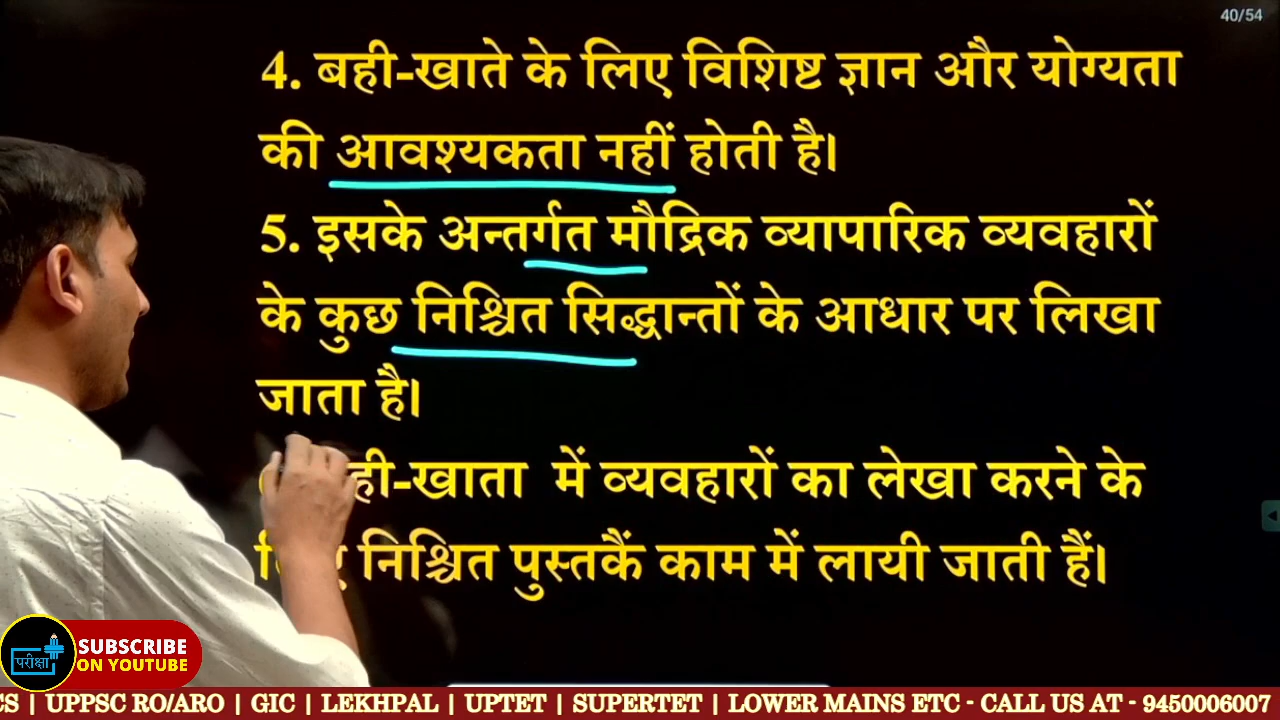 40/54
4. बही-खाते के लिए विशिष्ट ज्ञान और योग्यता
की आवश्यकता नहीं होती है।
5. इसके अन्तर्गत मौद्रिक व्यापारिक व्यवहारों
के कुछ निश्चित सिद्धान्तों के आधार पर लिखा
जाता है।
ही-खाता में व्यवहारों का लेखा करने के
निश्चित पुस्तकैं काम में लायी जाती हैं।
परीक्षा
SUBSCRIBE
ON YOUTUBE
CS | UPPSC RO/ARO | GIC | LEKHPAL | UPTET | SUPERTET | LOWER MAINS ETC - CALL US AT - 9450006007